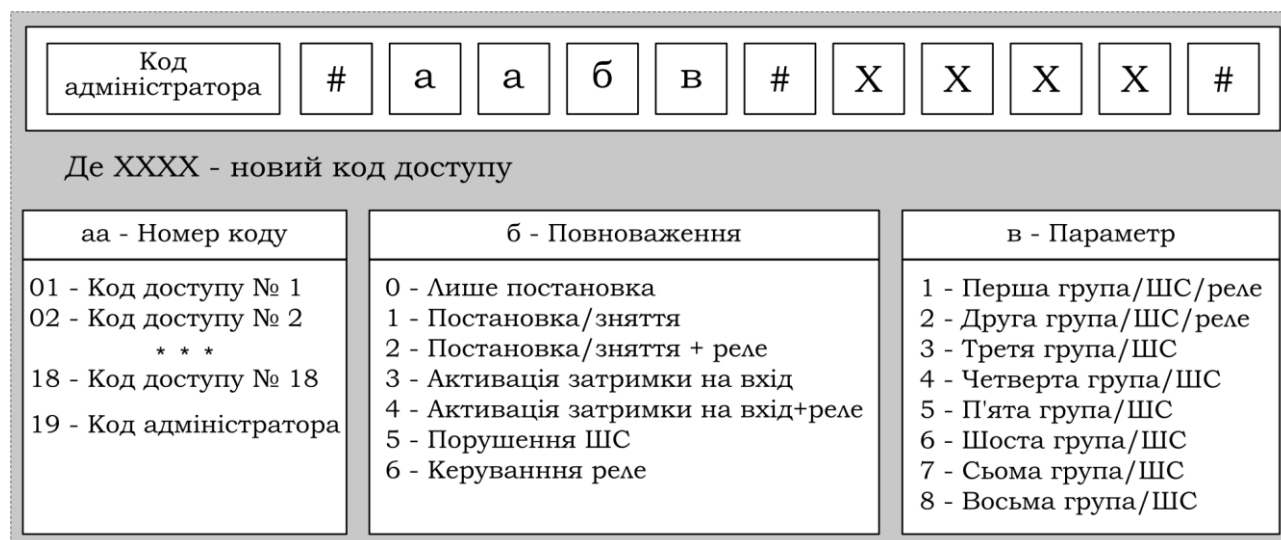 Код
адміністратора # а а б в # X X X X #
Де XXXX - новий код доступу
аа - Номер коду
01 - Код доступу № 1
02 - Код доступу № 2
* * *
18 - Код доступу № 18
19 - Код адміністратора
б - Повноваження
0 - Лише постановка
1 - Постановка/зняття
2 - Постановка/зняття + реле
3 - Активація затримки на вхід
4 - Активація затримки на вхід+реле
5 - Порушення ШС
6 - Керуванння реле
в - Параметр
1 - Перша група/ШС/реле
2 - Друга група/ШС/реле
3 - Третя група/ШС
4 - Четверта група/ШС
5 - П'ята група/ШС
6 - Шоста група/ШС
7 - Сьома група/ШС
8 - Восьма група/ШС